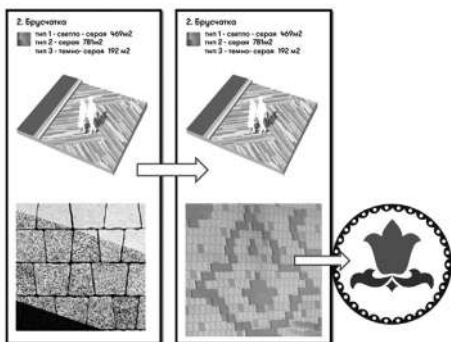 2. Брусчатка
тип 1 - светло - серая 469м2
тип 2 - серая 781м2
тип 3 - темно- серая 192 м2
2. Брусчатка
тип 1 - светло - серая 469м2
тип 2 - серая 781м2
тип 3 - темно- серая 192 м2